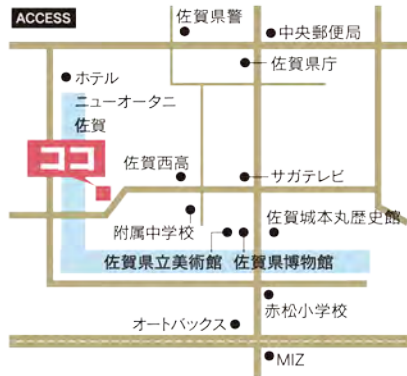 ACCESS
佐賀県警
中央郵便局
佐賀県庁
ホテル
ニューオータニ
佐賀
ココ
佐賀西高
サガテレビ
附属中学校
佐賀城本丸歴史館
佐賀県立美術館
佐賀県博物館
赤松小学校
オートバックス
MIZ